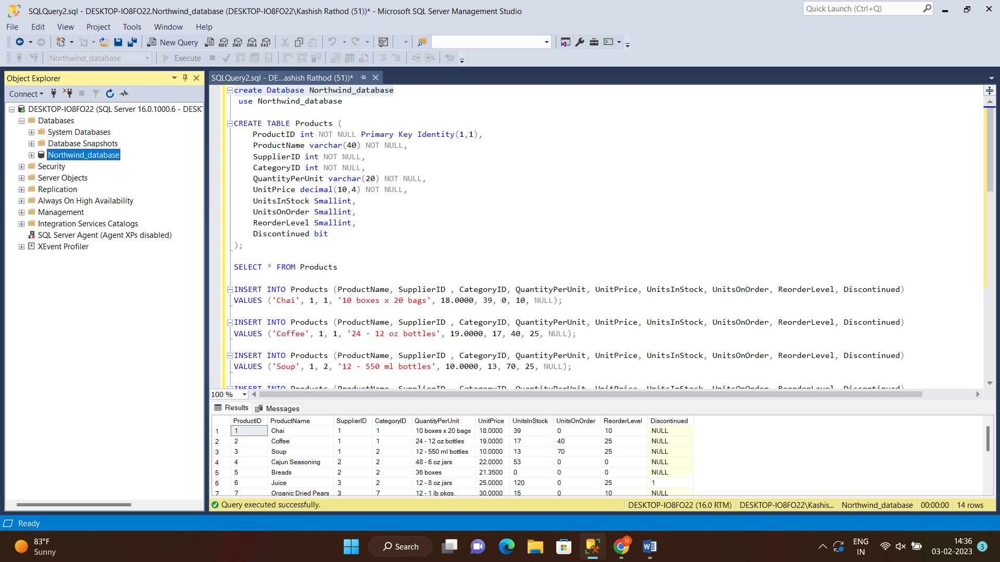 SQLQuery2.sql - DESKTOP-IO8FO22.Northwind_database (DESKTOP-IO8FO22\Kashish Rathod (51))* - Microsoft SQL Server Management Studio
Quick Launch (Ctrl+Q)
File Edit View Project Tools Window Help
New Query MDX DMX XMLA DAX
Northwind_database Execute
Object Explorer
Connect
DESKTOP-IO8FO22 (SQL Server 16.0.1000.6 - DESKT
Databases
System Databases
Database Snapshots
Northwind_database
Security
Server Objects
Replication
Always On High Availability
Management
Integration Services Catalogs
SQL Server Agent (Agent XPs disabled)
XEvent Profiler
SQLQuery2.sql - DE...ashish Rathod (51))*
create Database Northwind_database
use Northwind_database
CREATE TABLE Products (
ProductID int NOT NULL Primary Key Identity(1,1),
ProductName varchar(40) NOT NULL,
SupplierID int NOT NULL,
CategoryID int NOT NULL,
QuantityPerUnit varchar(20) NOT NULL,
UnitPrice decimal(10,4) NOT NULL,
UnitsInStock Smallint,
UnitsOnOrder Smallint,
ReorderLevel Smallint,
Discontinued bit
);
SELECT * FROM Products
INSERT INTO Products (ProductName, SupplierID , CategoryID, QuantityPerUnit, UnitPrice, UnitsInStock, UnitsOnOrder, ReorderLevel, Discontinued)
VALUES ('Chai', 1, 1, '10 boxes x 20 bags', 18.0000, 39, 0, 10, NULL);
INSERT INTO Products (ProductName, SupplierID , CategoryID, QuantityPerUnit, UnitPrice, UnitsInStock, UnitsOnOrder, ReorderLevel, Discontinued)
VALUES ('Coffee', 1, 1, '24 - 12 oz bottles', 19.0000, 17, 40, 25, NULL);
INSERT INTO Products (ProductName, SupplierID , CategoryID, QuantityPerUnit, UnitPrice, UnitsInStock, UnitsOnOrder, ReorderLevel, Discontinued)
VALUES ('Soup', 1, 2, '12 - 550 ml bottles', 10.0000, 13, 70, 25, NULL);
INSERT INTO Products (ProductName, SupplierID , CategoryID, QuantityPerUnit, UnitPrice, UnitsInStock, UnitsOnOrder, ReorderLevel, Discontinued)
100 %
Results Messages
ProductID ProductName SupplierID CategoryID QuantityPerUnit UnitPrice UnitsInStock UnitsOnOrder ReorderLevel Discontinued
1 1 Chai 1 1 10 boxes x 20 bags 18.0000 39 0 10 NULL
2 2 Coffee 1 1 24 - 12 oz bottles 19.0000 17 40 25 NULL
3 3 Soup 1 2 12 - 550 ml bottles 10.0000 13 70 25 NULL
4 4 Cajun Seasoning 2 2 48 - 6 oz jars 22.0000 53 0 0 NULL
5 5 Breads 2 2 36 boxes 21.3500 0 0 0 NULL
6 6 Juice 3 2 12 - 8 oz jars 25.0000 120 0 25 1
7 7 Organic Dried Pears 3 7 12 - 1 lb pkgs. 30.0000 15 0 10 NULL
Query executed successfully. DESKTOP-IO8FO22 (16.0 RTM) DESKTOP-IO8FO22\Kashis... Northwind_database 00:00:00 14 rows
Ready
83°F
Sunny
Search
H
W
ENG
IN
14:36
03-02-2023
3